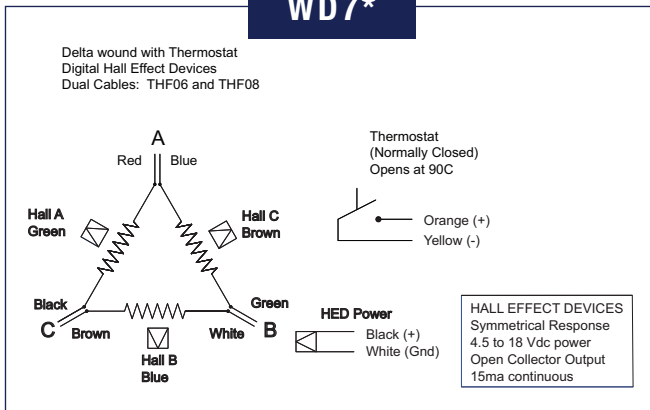 WD7*
Delta wound with Thermostat
Digital Hall Effect Devices
Dual Cables: THF06 and THF08
A
Red Blue
Thermostat
(Normally Closed)
Opens at 90C
Orange (+)
Yellow (-)
Hall A
Green
Hall C
Brown
Black
C Brown
Green
White B
Hall B
Blue
HED Power
Black (+)
White (Gnd)
HALL EFFECT DEVICES
Symmetrical Response
4.5 to 18 Vdc power
Open Collector Output
15ma continuous